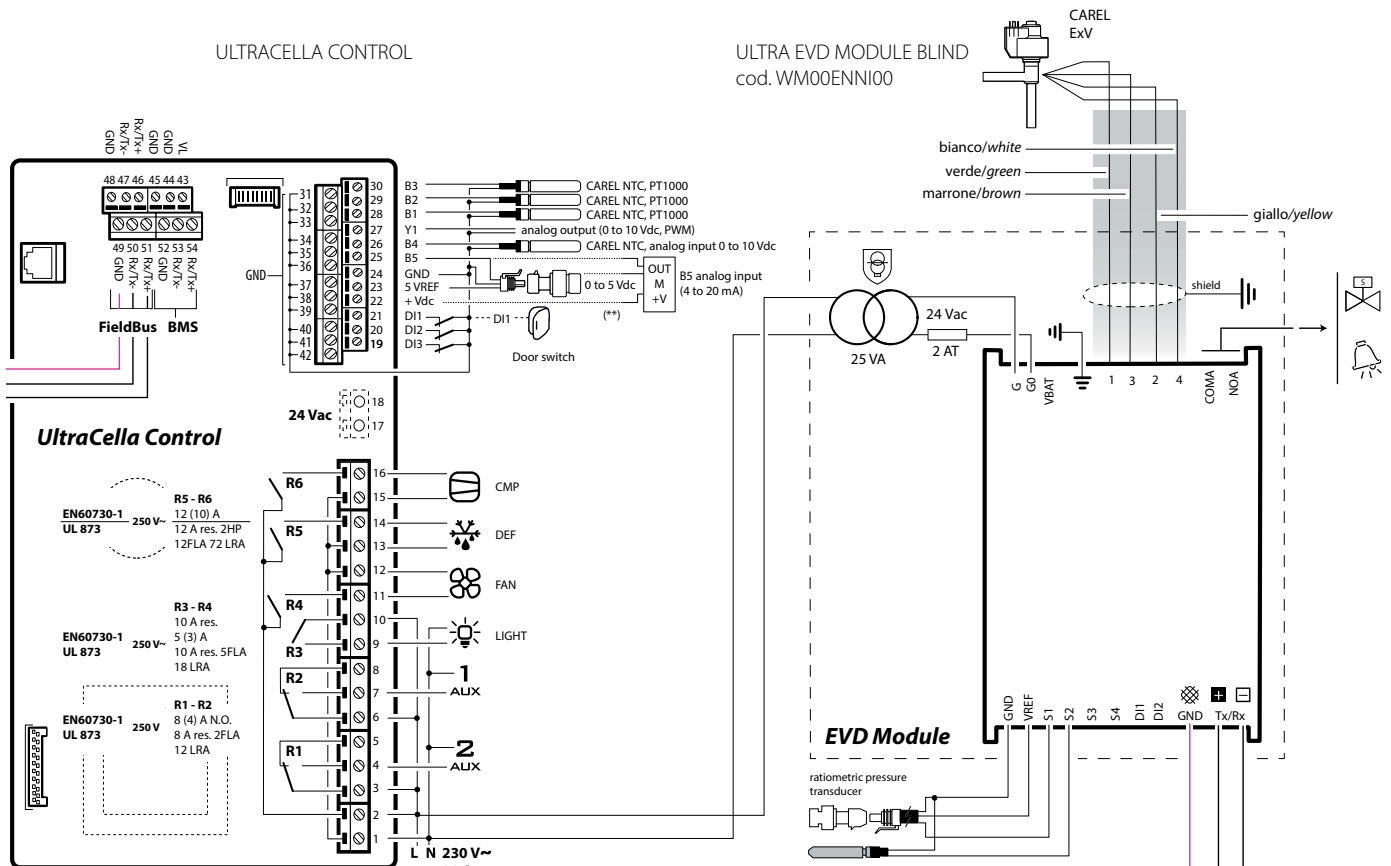 ULTRACELLA CONTROL
ULTRA EVD MODULE BLIND
cod. WM00ENNI00
CAREL
ExV
bianco/white
verde/green
marrone/brown
giallo/yellow
shield
GND
Rx/Tx-
Rx/Tx+
GND
GND
VL
48 47 46 45 44 43
49 50 51 52 53 54
GND
Rx/Tx-
Rx/Tx+
GND
Rx/Tx-
Rx/Tx+
FieldBus BMS
GND
31
32
33
34
35
36
37
38
39
40
41
42
30
29
28
27
26
25
24
23
22
21
20
19
B3
B2
B1
Y1
B4
B5
GND
5 VREF
+ Vdc
DI1
DI2
DI3
CAREL NTC, PT1000
CAREL NTC, PT1000
CAREL NTC, PT1000
analog output (0 to 10 Vdc, PWM)
CAREL NTC, analog input 0 to 10 Vdc
0 to 5 Vdc
OUT
M
+V
B5 analog input
(4 to 20 mA)
(**)
DI1
Door switch
24 Vac
18
17
UltraCella Control
EN60730-1
UL 873
250 V~
R5 - R6
12 (10) A
12 A res. 2HP
12FLA 72 LRA
EN60730-1
UL 873
250 V~
R3 - R4
10 A res.
5 (3) A
10 A res. 5FLA
18 LRA
EN60730-1
UL 873
250 V
R1 - R2
8 (4) A N.O.
8 A res. 2FLA
12 LRA
R6
R5
R4
R3
R2
R1
16
15
14
13
12
11
10
9
8
7
6
5
4
3
2
1
CMP
DEF
FAN
LIGHT
1
AUX
2
AUX
L N 230 V~
25 VA
24 Vac
2 AT
S
G
G0
VBAT
1
3
2
4
COMA
NOA
GND
VREF
S1
S2
S3
S4
DI1
DI2
GND
Tx/Rx
EVD Module
ratiometric pressure
transducer